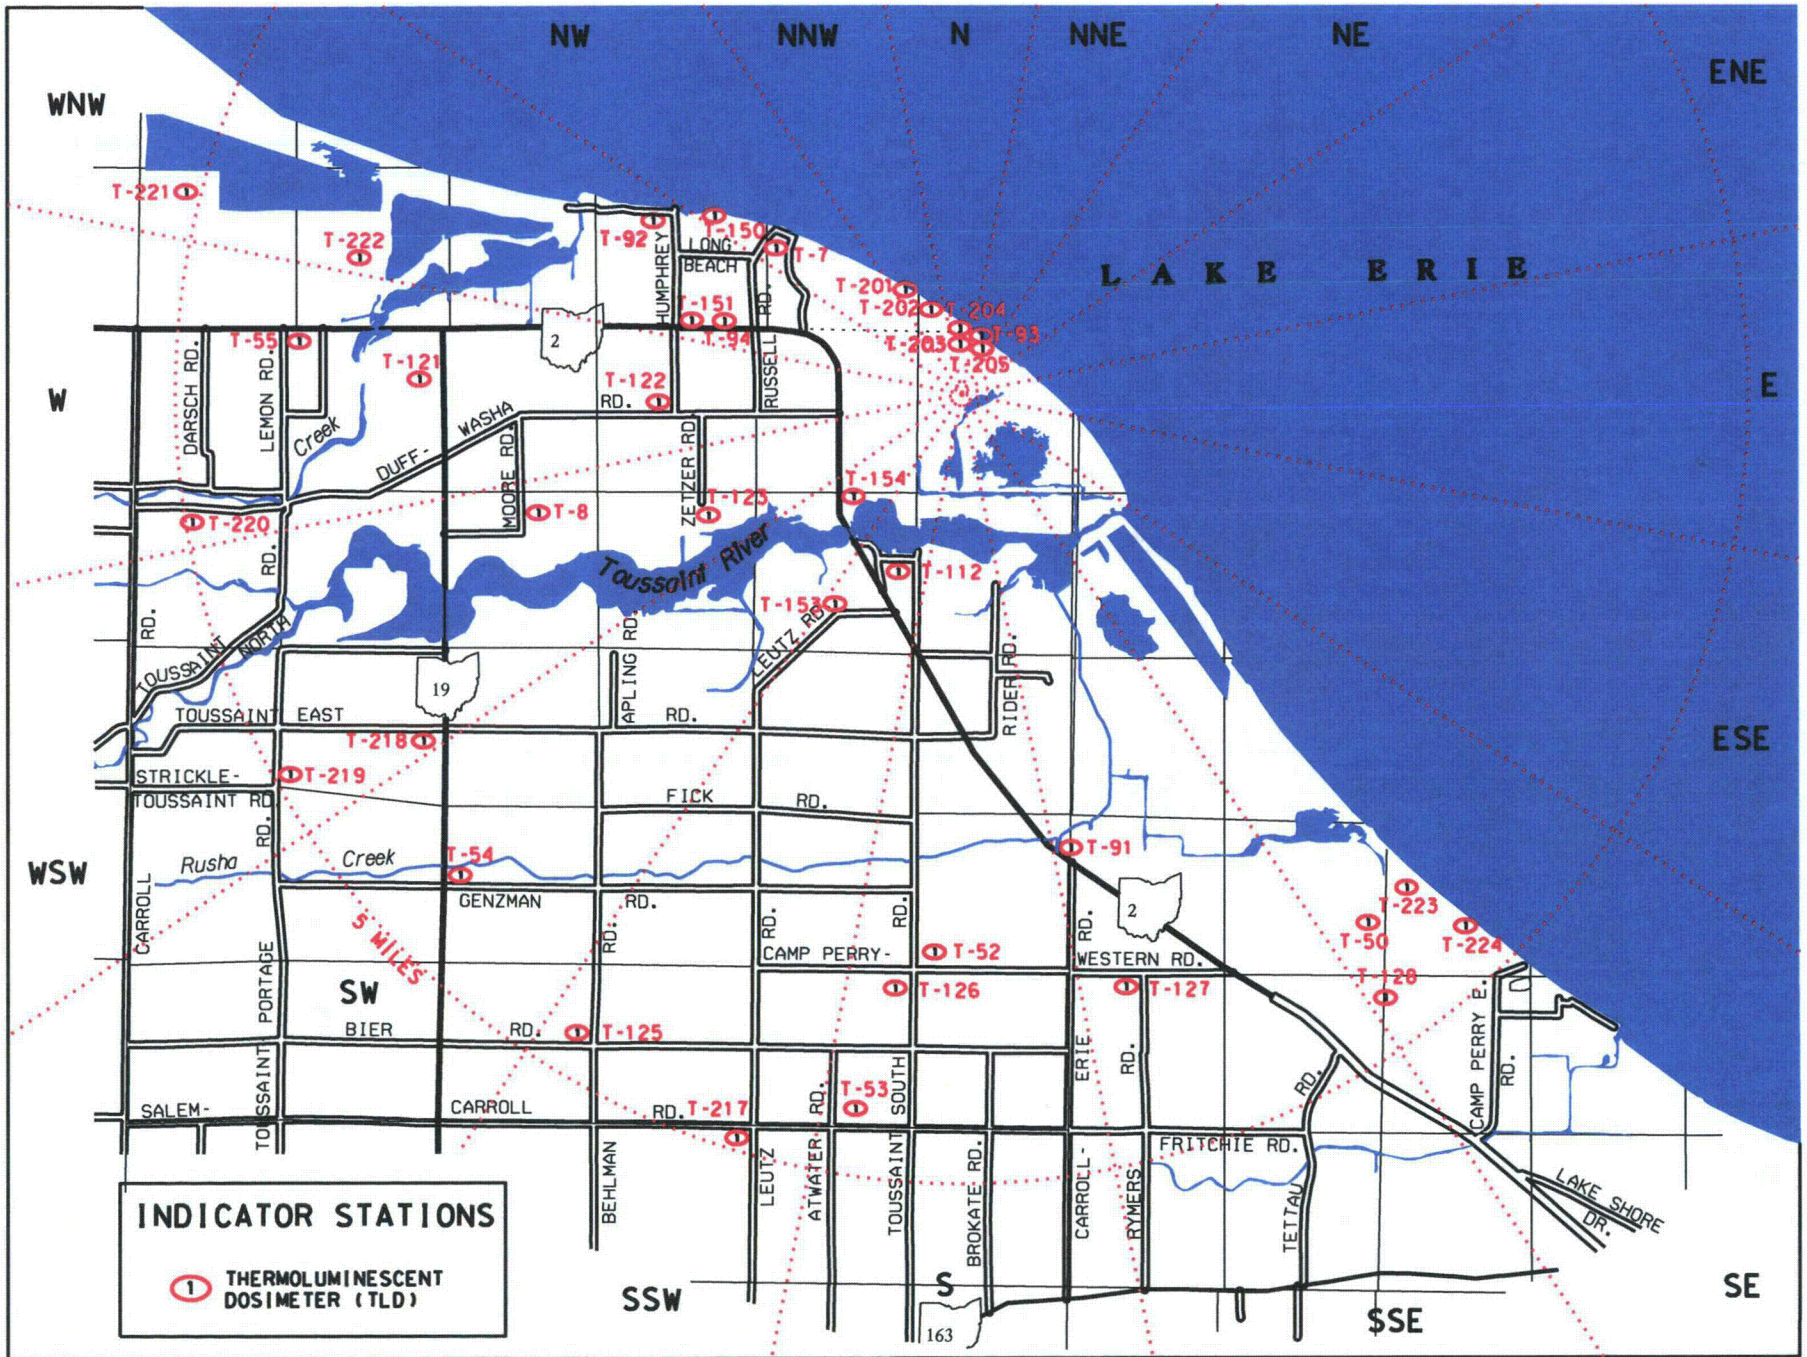 NW
NNW
N
NNE
NE
ENE
WNW
T-221
T-222
T-92
HUMPHREY
T-150
LONG
BEACH
RD.
T-7
LAKE ERIE
T-201
T-202
T-204
T-203
T-93
T-205
T-151
T-94
T-55
2
T-121
T-122
RD.
RUSSELL
W
E
DARSCH RD.
LEMON RD.
Creek
DUFF-
WASHA
MOORE RD.
ZETZER RD.
T-8
T-123
T-154
T-220
RD.
Toussaint River
T-112
T-153
LEUTZ RD.
RD.
TOUSSAINT
NORTH
19
APLING RD.
RIDER RD.
TOUSSAINT EAST
RD.
T-218
ESE
STRICKLE-
TOUSSAINT RD.
T-219
FICK
RD.
RD.
WSW
Rusha
Creek
T-54
T-91
GENZMAN
RD.
2
T-223
T-50
T-224
CARROLL
5 MILES
RD.
RD.
RD.
RD.
CAMP PERRY-
T-52
WESTERN RD.
T-128
SW
T-126
T-127
PORTAGE
BIER
RD.
T-125
CAMP PERRY E.
RD.
ERIE
RD.
RD.
TOUSSAINT-
SALEM-
CARROLL
RD.
T-217
T-53
RD.
SOUTH
FRITCHIE RD.
BEHLMAN
LEUTZ
ATWATER
TOUSSAINT
BROKATE RD.
CARROLL-
RYMERS
TETTAU
LAKE SHORE
DR.
INDICATOR STATIONS
1 THERMOLUMINESCENT
DOSIMETER (TLD)
SSW
S
163
SSE
SE